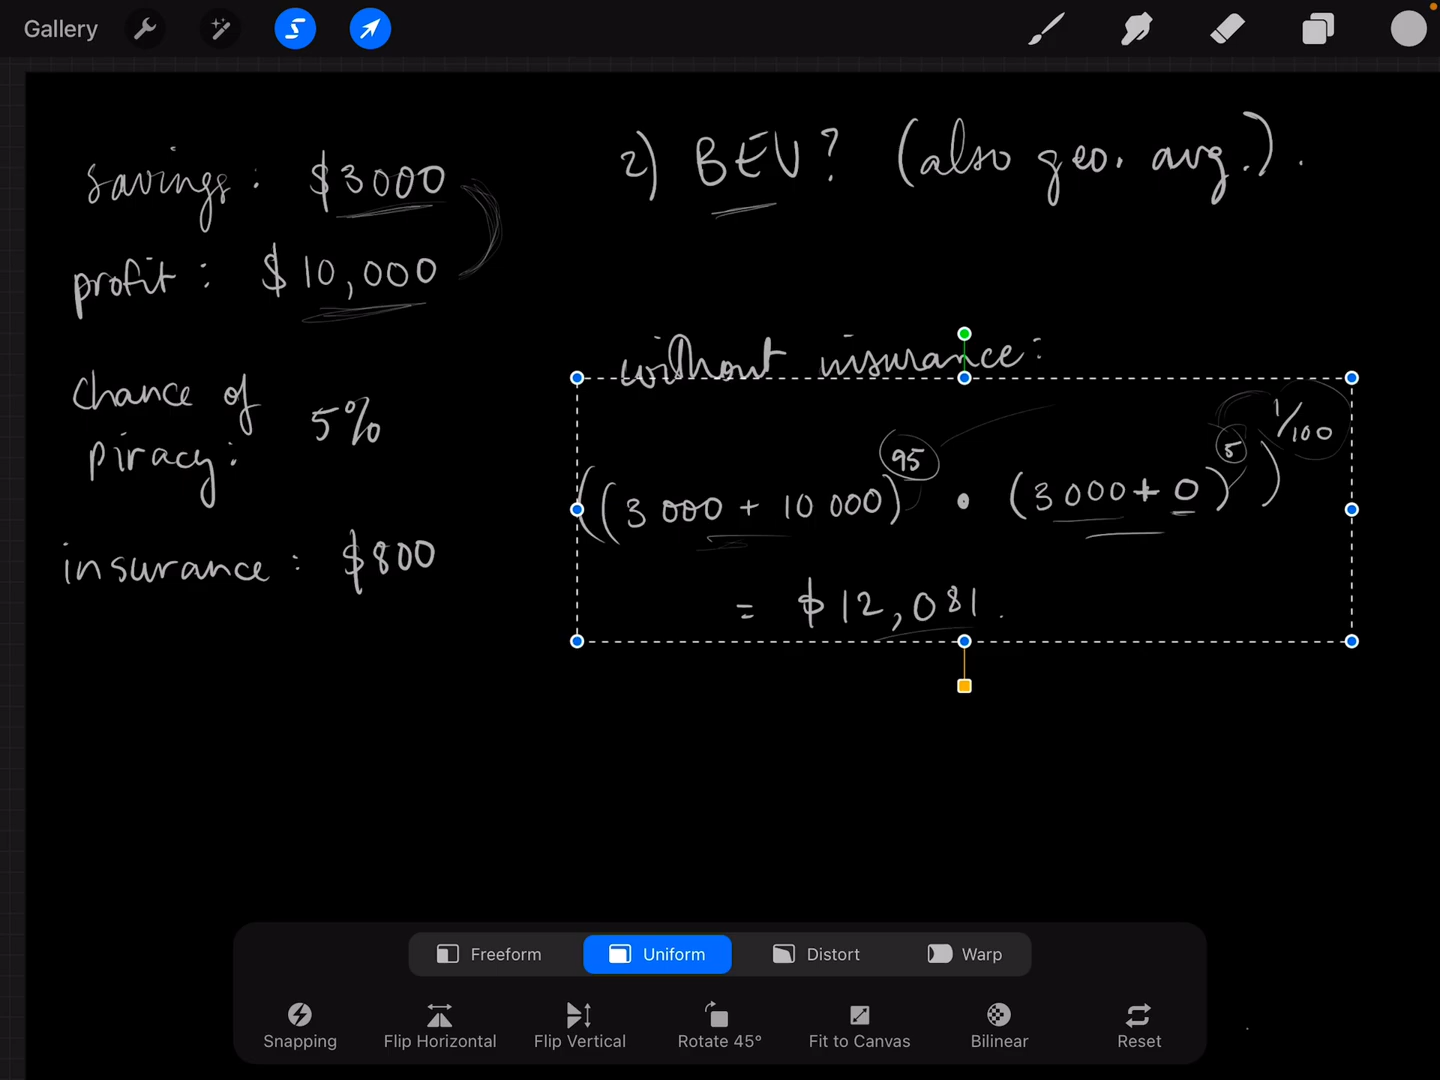 Gallery
savings: $3000
profit: $10,000
Chance of piracy: 5%
insurance: $800
2) BEV? (also geo. avg.).
without insurance:
((3 000 + 10 000)^95 • (3 000 + 0)^5)^1/100
= $12,081.
Freeform Uniform Distort Warp
Snapping Flip Horizontal Flip Vertical Rotate 45° Fit to Canvas Bilinear Reset